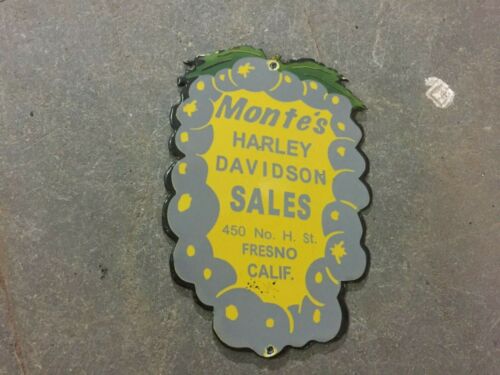 Monte's
HARLEY
DAVIDSON
SALES
450 No. H. St.
FRESNO
CALIF.